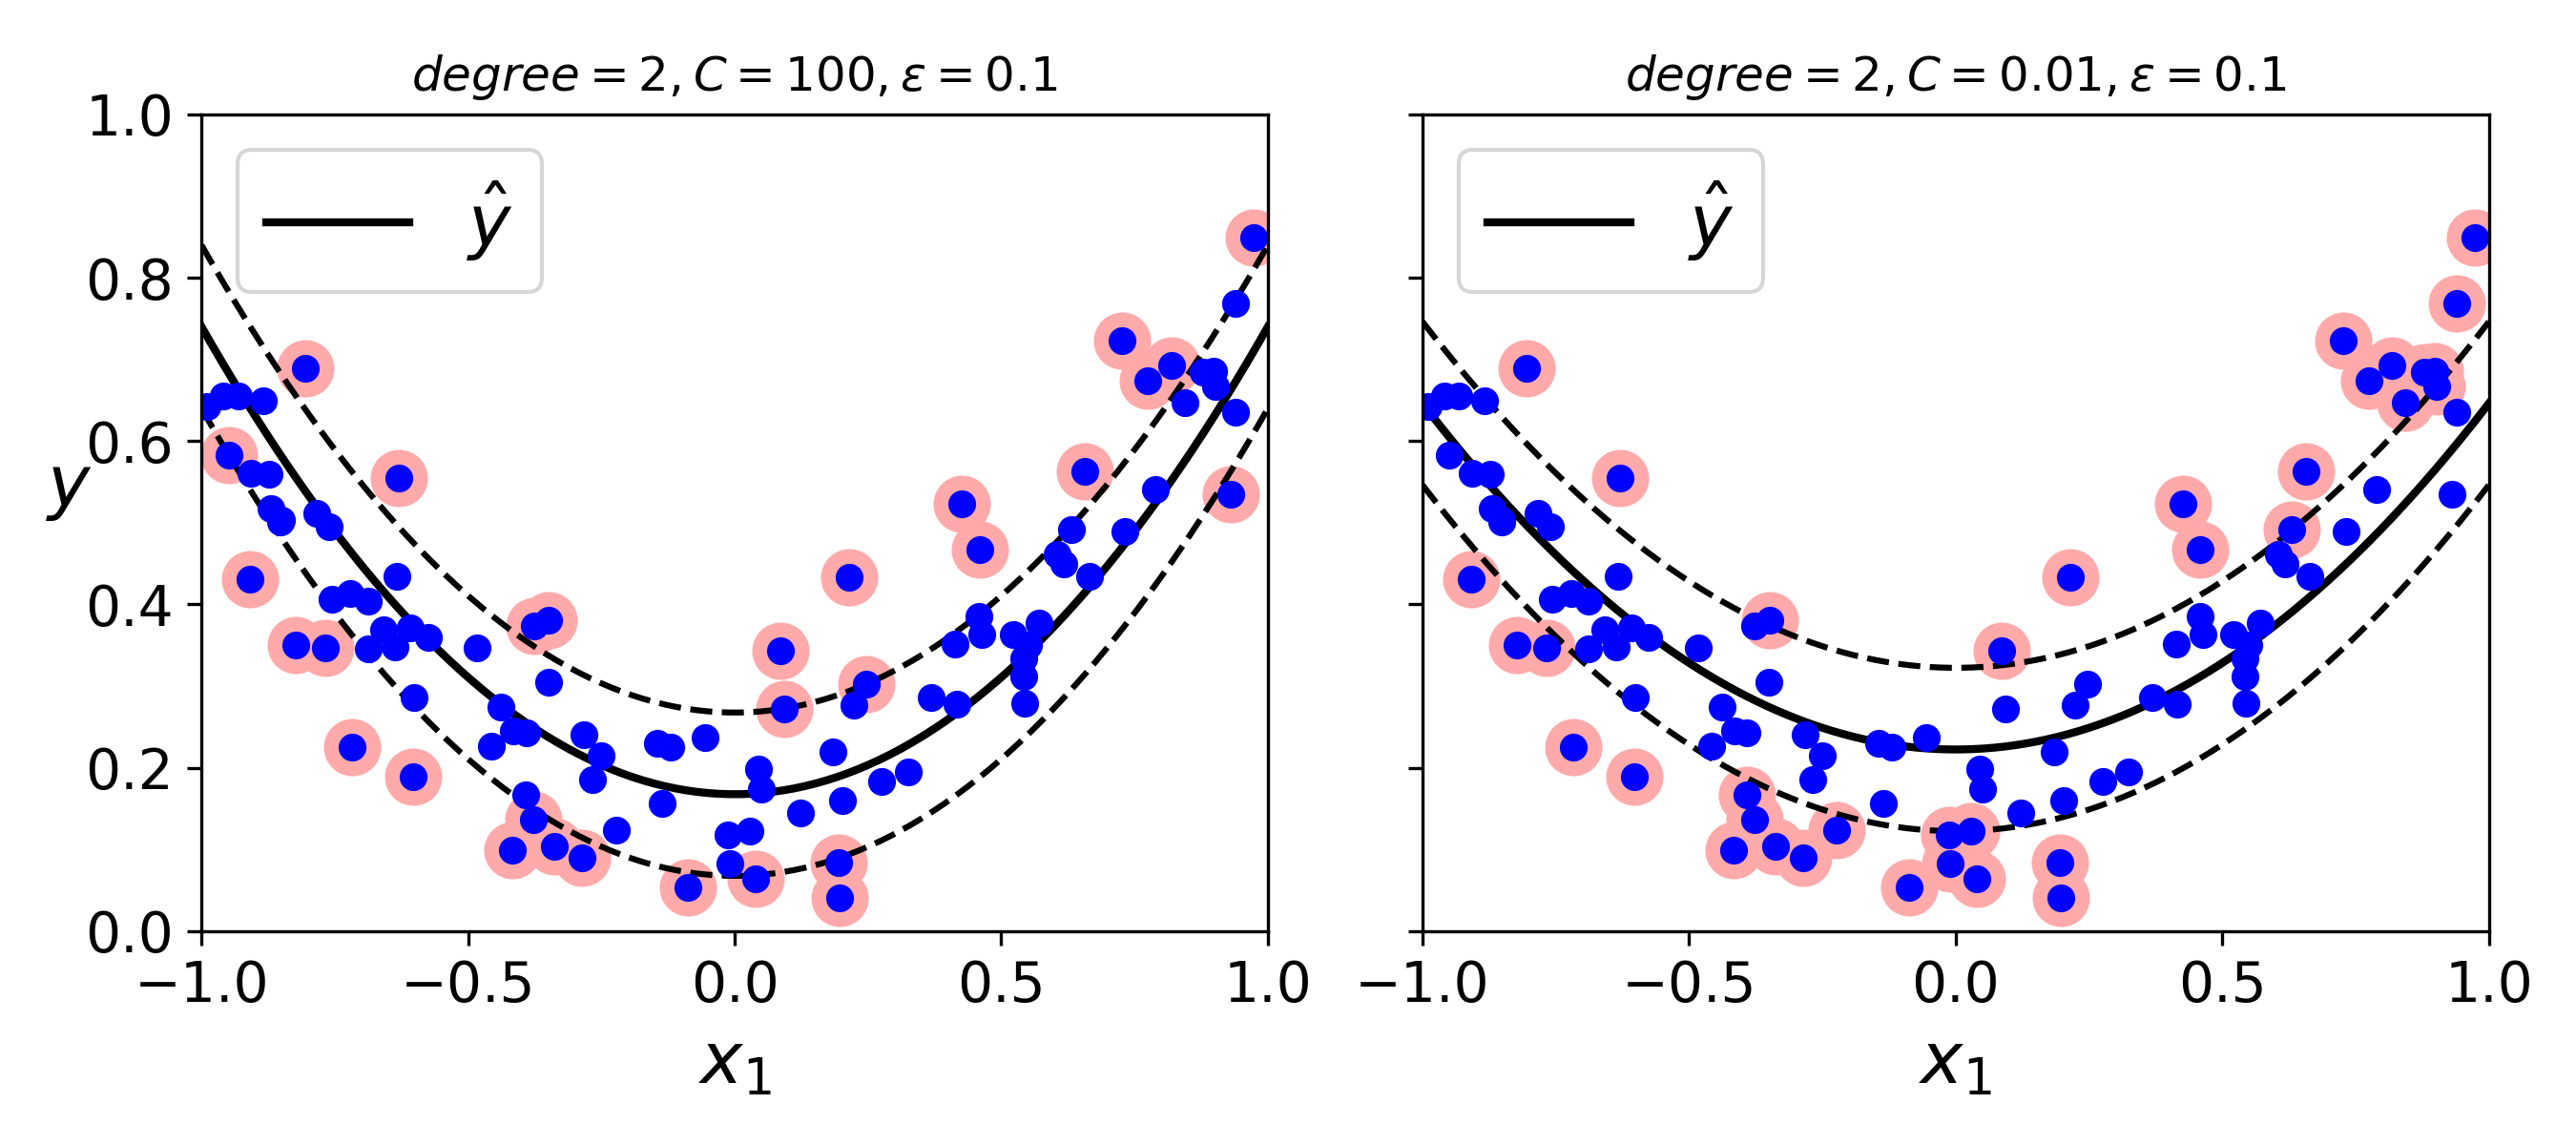 degree = 2, C = 100, ε = 0.1
1.0
0.8
0.6
0.4
0.2
0.0
y
ŷ
−1.0 −0.5 0.0 0.5 1.0
x₁
degree = 2, C = 0.01, ε = 0.1
ŷ
−1.0 −0.5 0.0 0.5 1.0
x₁